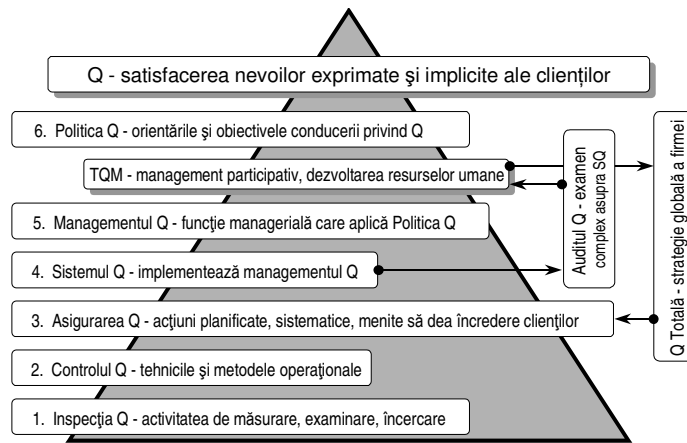 Q - satisfacerea nevoilor exprimate şi implicite ale clienţilor
6. Politica Q - orientările şi obiectivele conducerii privind Q
TQM - management participativ, dezvoltarea resurselor umane
5. Managementul Q - funcţie managerială care aplică Politica Q
4. Sistemul Q - implementează managementul Q
3. Asigurarea Q - acţiuni planificate, sistematice, menite să dea încredere clienţilor
2. Controlul Q - tehnicile şi metodele operaţionale
1. Inspecţia Q - activitatea de măsurare, examinare, încercare
Auditul Q - examen
complex asupra SQ
Q Totală - strategie globală a firmei